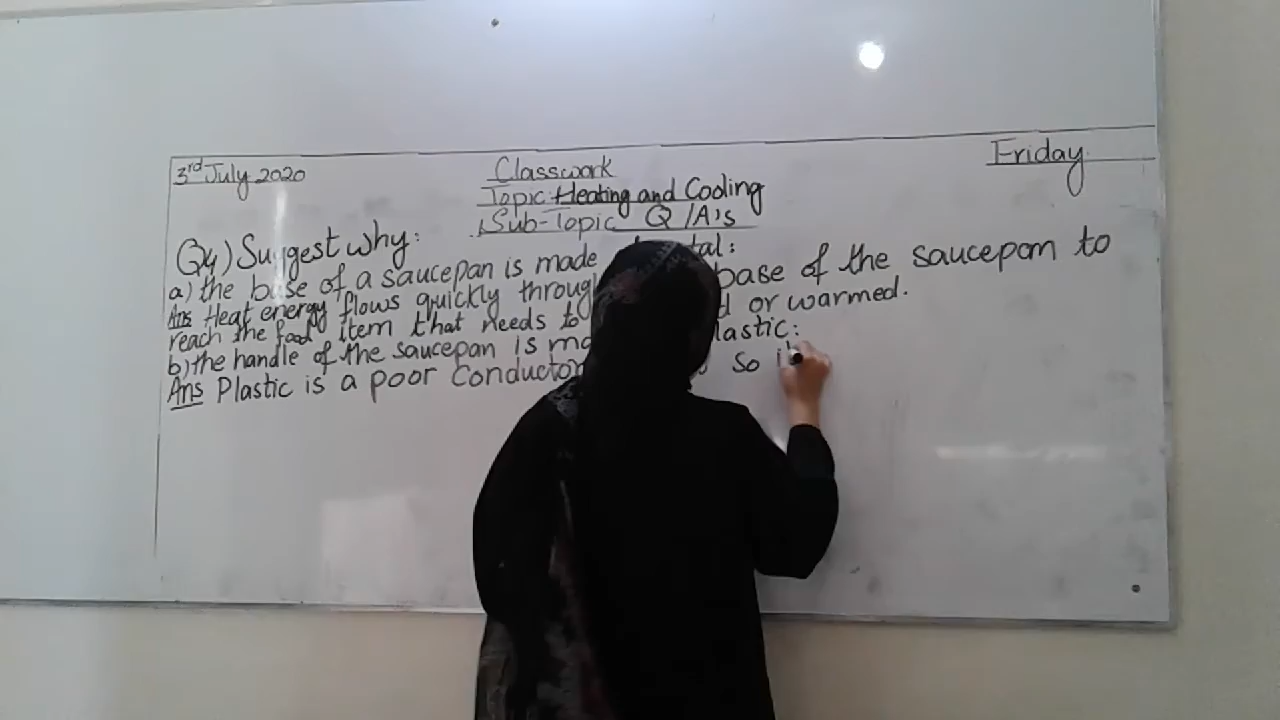 3rd July 2020
Classwork
Friday
Topic: Heating and Cooling
Sub-Topic Q/A's
Q4) Suggest why:
a) the base of a saucepan is made
Ans Heat energy flows quickly through base of the saucepan to
reach the food item that needs to or warmed.
b) the handle of the saucepan is
Ans Plastic is a poor conductor so